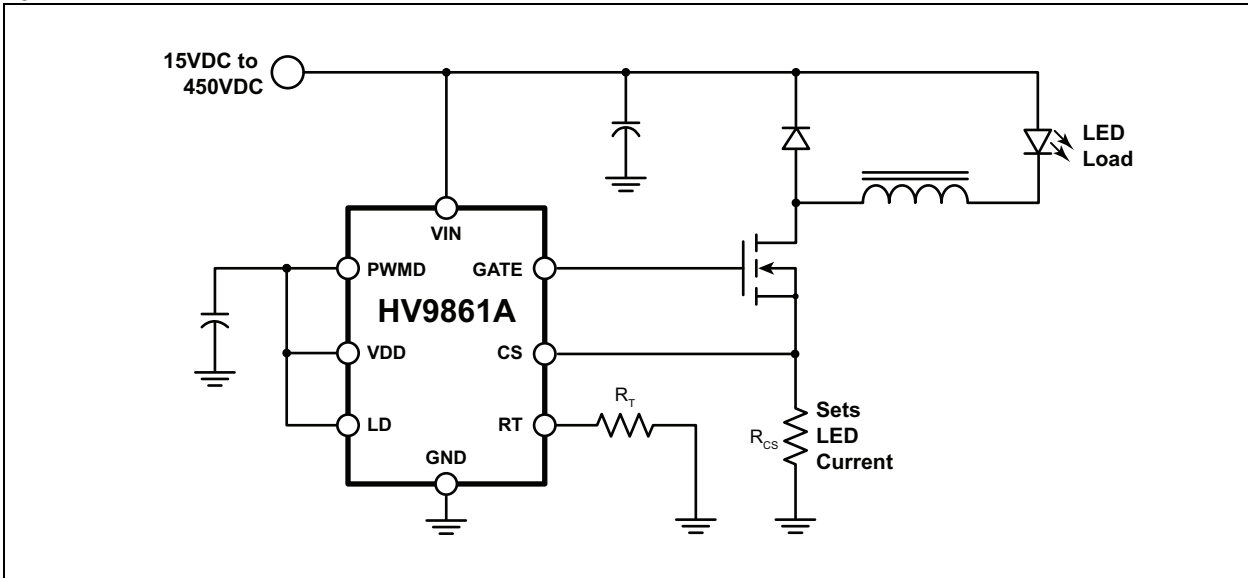 15VDC to
450VDC
LED
Load
VIN
PWMD
GATE
HV9861A
VDD
CS
LD
RT
GND
R_T
R_CS
Sets
LED
Current